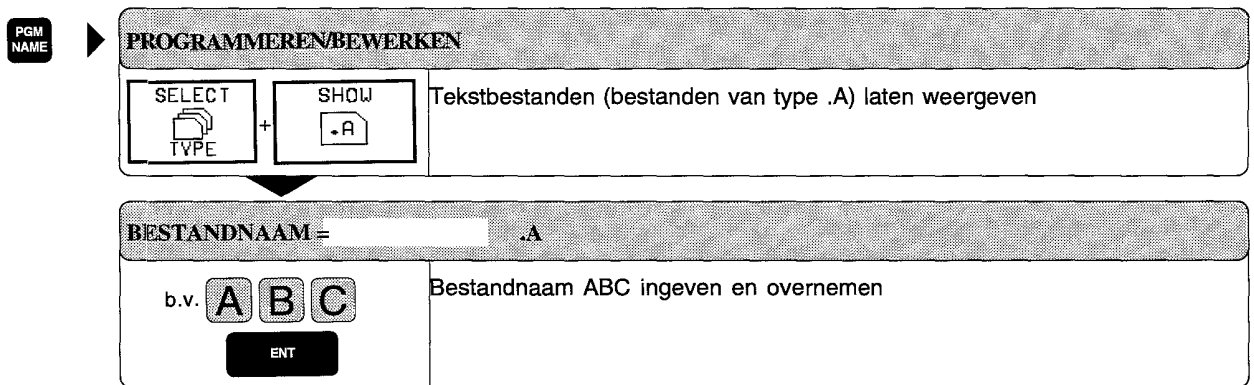 PGM
NAME
PROGRAMMEREN/BEWERKEN
SELECT
TYPE
+
SHOW
.A
Tekstbestanden (bestanden van type .A) laten weergeven
BESTANDNAAM = .A
b.v. A B C
ENT
Bestandnaam ABC ingeven en overnemen